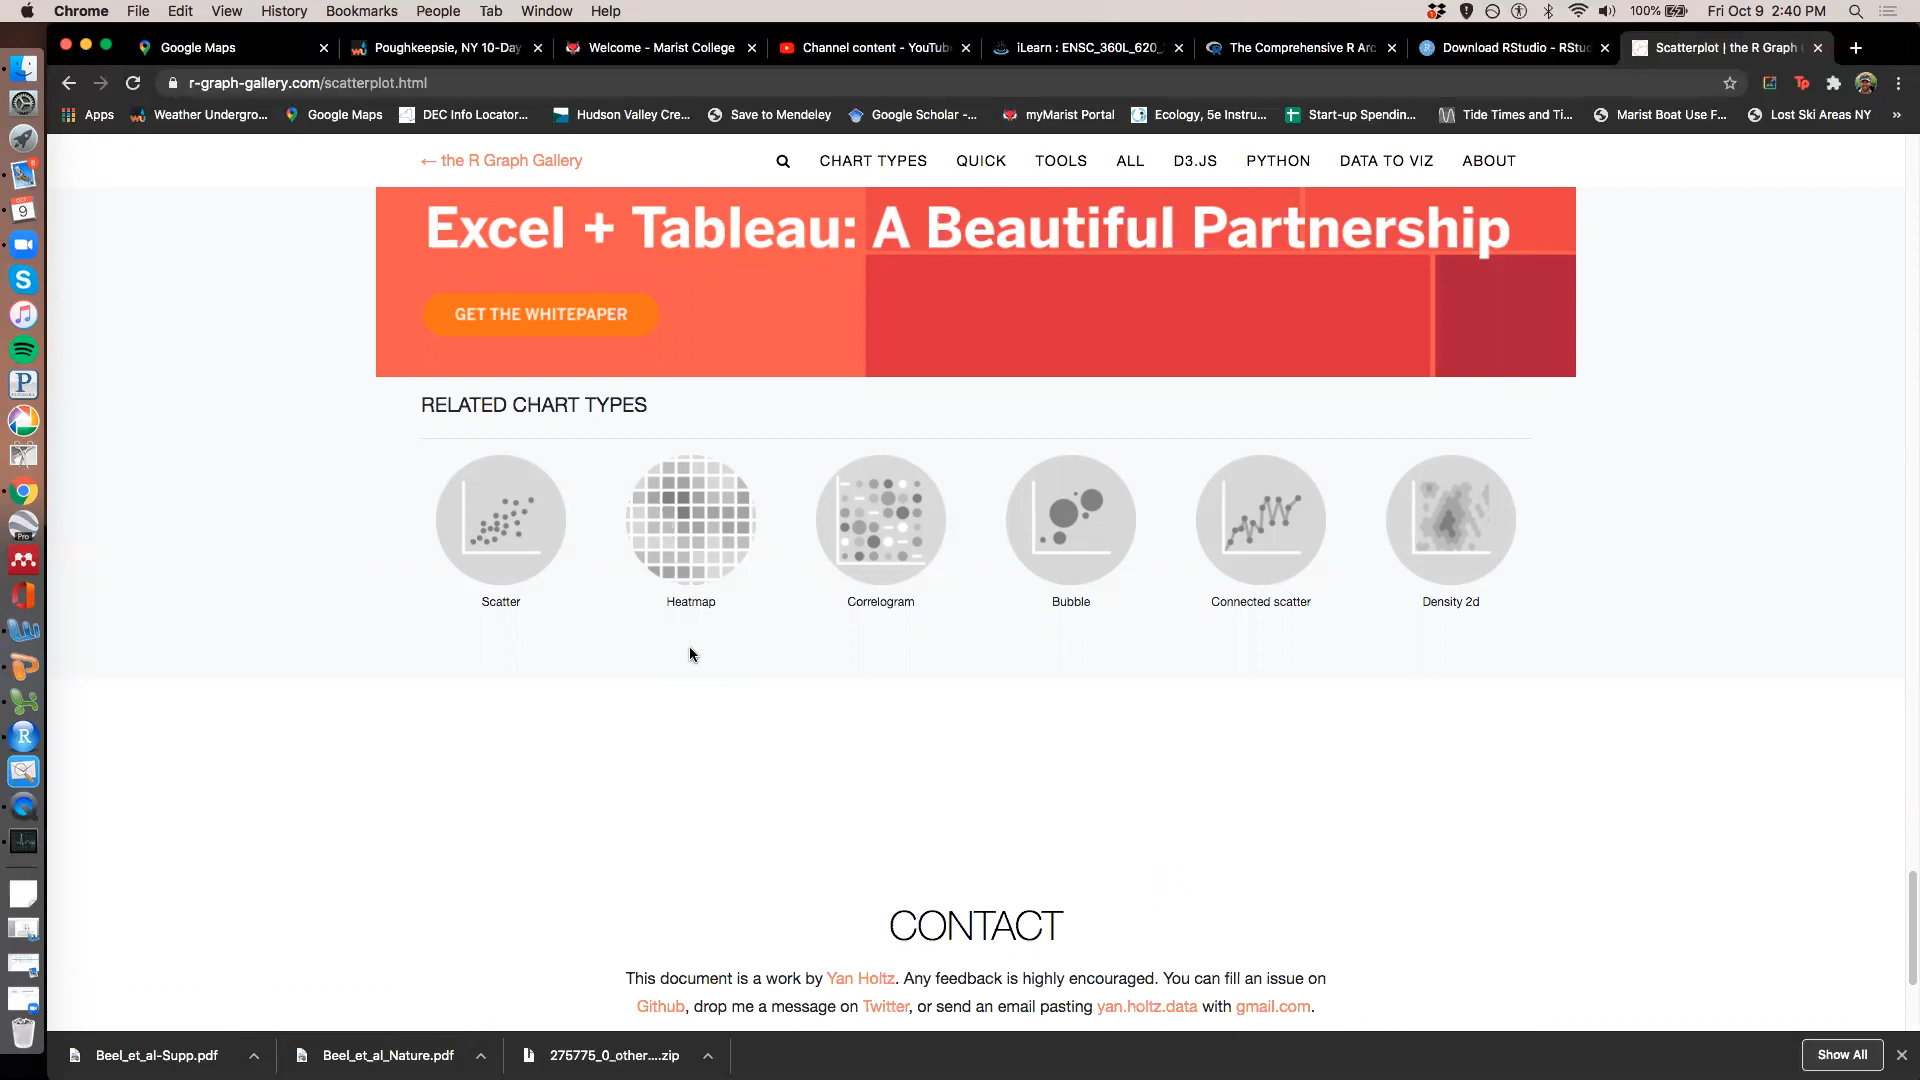 Chrome File Edit View History Bookmarks People Tab Window Help 100% Fri Oct 9 2:40 PM
Google Maps Poughkeepsie, NY 10-Day Welcome - Marist College Channel content - YouTube iLearn : ENSC_360L_620_ The Comprehensive R Arc Download RStudio - RStud Scatterplot | the R Graph
r-graph-gallery.com/scatterplot.html
Apps Weather Undergro... Google Maps DEC Info Locator... Hudson Valley Cre... Save to Mendeley Google Scholar -... myMarist Portal Ecology, 5e Instru... Start-up Spendin... Tide Times and Ti... Marist Boat Use F... Lost Ski Areas NY »
← the R Graph Gallery CHART TYPES QUICK TOOLS ALL D3.JS PYTHON DATA TO VIZ ABOUT
Excel + Tableau: A Beautiful Partnership
GET THE WHITEPAPER
RELATED CHART TYPES
Scatter Heatmap Correlogram Bubble Connected scatter Density 2d
CONTACT
This document is a work by Yan Holtz. Any feedback is highly encouraged. You can fill an issue on
Github, drop me a message on Twitter, or send an email pasting yan.holtz.data with gmail.com.
Beel_et_al-Supp.pdf Beel_et_al_Nature.pdf 275775_0_other....zip Show All